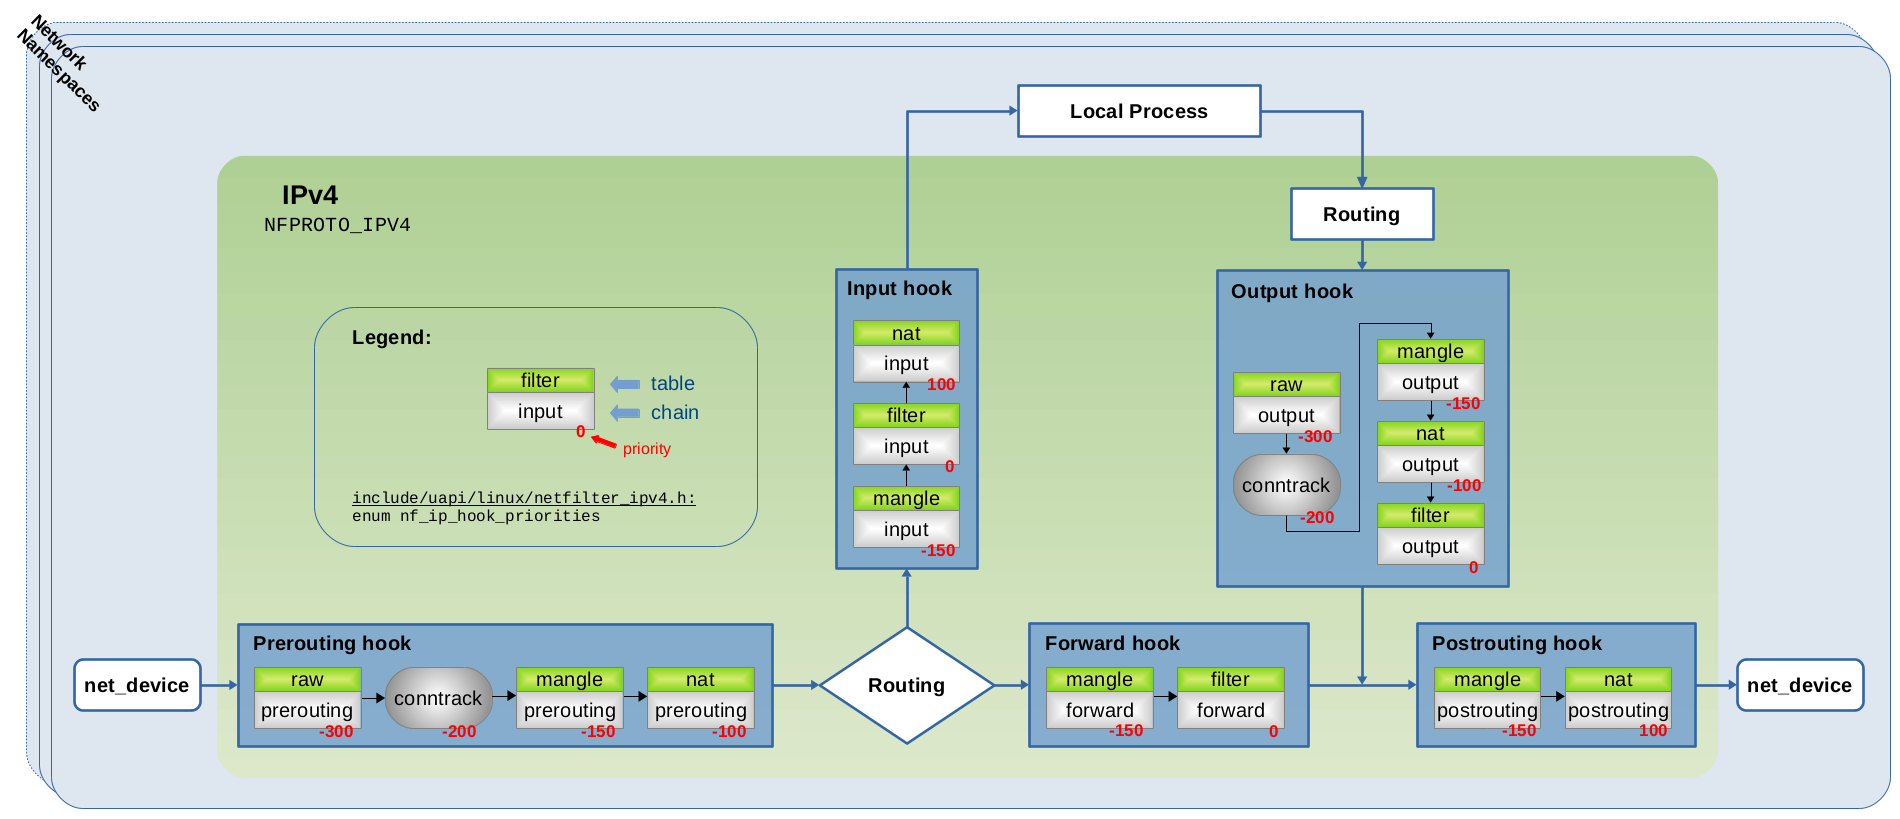 Network
Namespaces
Local Process
IPv4
NFPROTO_IPV4
Routing
Legend:
filter
input
0
table
chain
priority
include/uapi/linux/netfilter_ipv4.h:
enum nf_ip_hook_priorities
Input hook
nat
input
100
filter
input
0
mangle
input
-150
Output hook
raw
output
-300
conntrack
-200
mangle
output
-150
nat
output
-100
filter
output
0
net_device
Prerouting hook
raw
prerouting
-300
conntrack
-200
mangle
prerouting
-150
nat
prerouting
-100
Routing
Forward hook
mangle
forward
-150
filter
forward
0
Postrouting hook
mangle
postrouting
-150
nat
postrouting
100
net_device